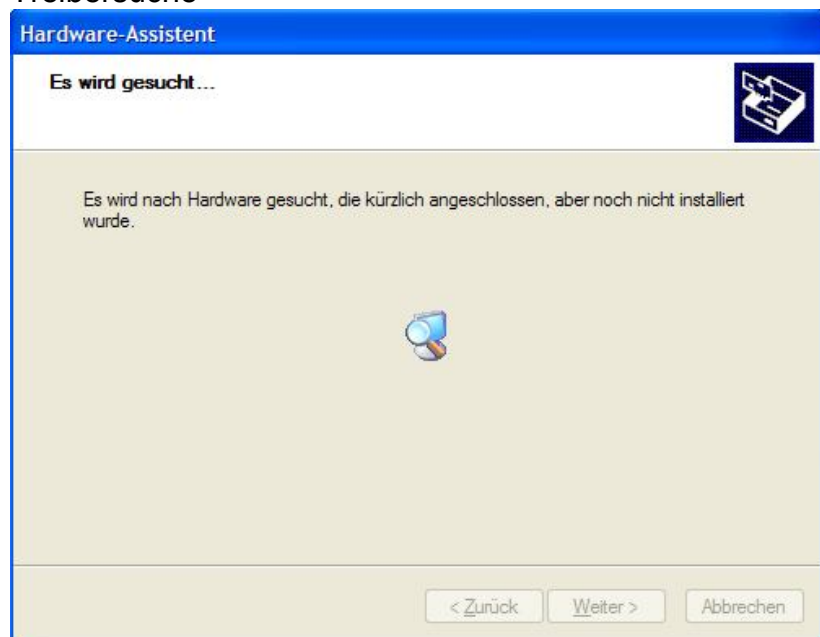 Treibersuche
Hardware-Assistent
Es wird gesucht...
Es wird nach Hardware gesucht, die kürzlich angeschlossen, aber noch nicht installiert
wurde.
< Zurück
Weiter >
Abbrechen